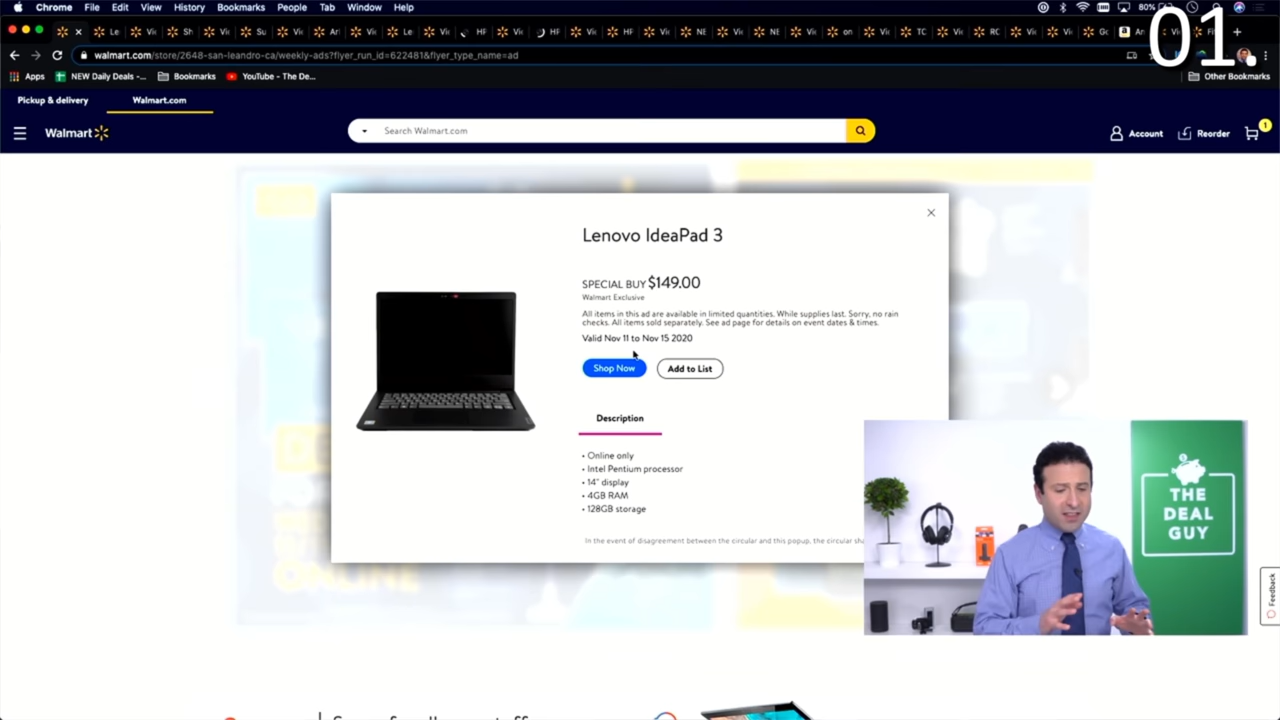 Chrome File Edit View History Bookmarks People Tab Window Help 80%
01.
walmart.com/store/2648-san-leandro-ca/weekly-ads?flyer_run_id=622481&flyer_type_name=ad
Apps NEW Daily Deals -... Bookmarks YouTube - The De... Other Bookmarks
Pickup & delivery Walmart.com
Walmart Search Walmart.com Account Reorder 1
Lenovo IdeaPad 3
SPECIAL BUY $149.00
Walmart Exclusive
All items in this ad are available in limited quantities. While supplies last. Sorry, no rain
checks. All items sold separately. See ad page for details on event dates & times.
Valid Nov 11 to Nov 15 2020
Shop Now Add to List
Description
• Online only
• Intel Pentium processor
• 14" display
• 4GB RAM
• 128GB storage
In the event of disagreement between the circular and this popup, the circular sha
THE
DEAL
GUY
Feedback
ONLINE